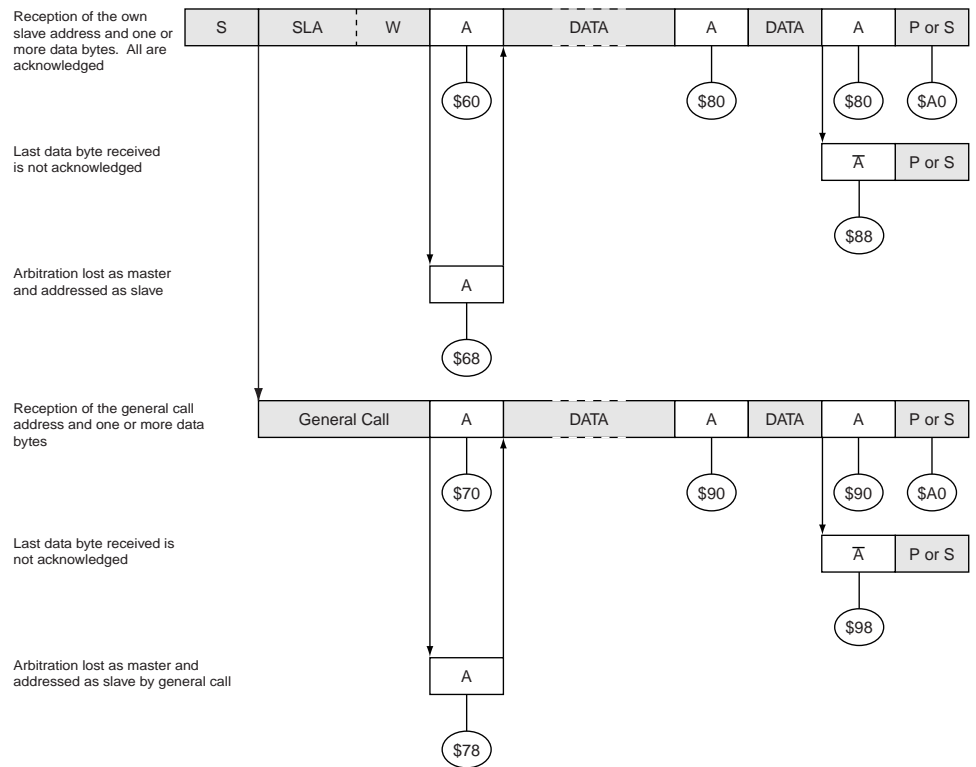 Reception of the own
slave address and one or
more data bytes. All are
acknowledged
S SLA W A DATA A DATA A P or S
$60 $80 $80 $A0
Last data byte received
is not acknowledged
A̅ P or S
$88
Arbitration lost as master
and addressed as slave
A
$68
Reception of the general call
address and one or more data
bytes
General Call A DATA A DATA A P or S
$70 $90 $90 $A0
Last data byte received is
not acknowledged
A̅ P or S
$98
Arbitration lost as master and
addressed as slave by general call
A
$78